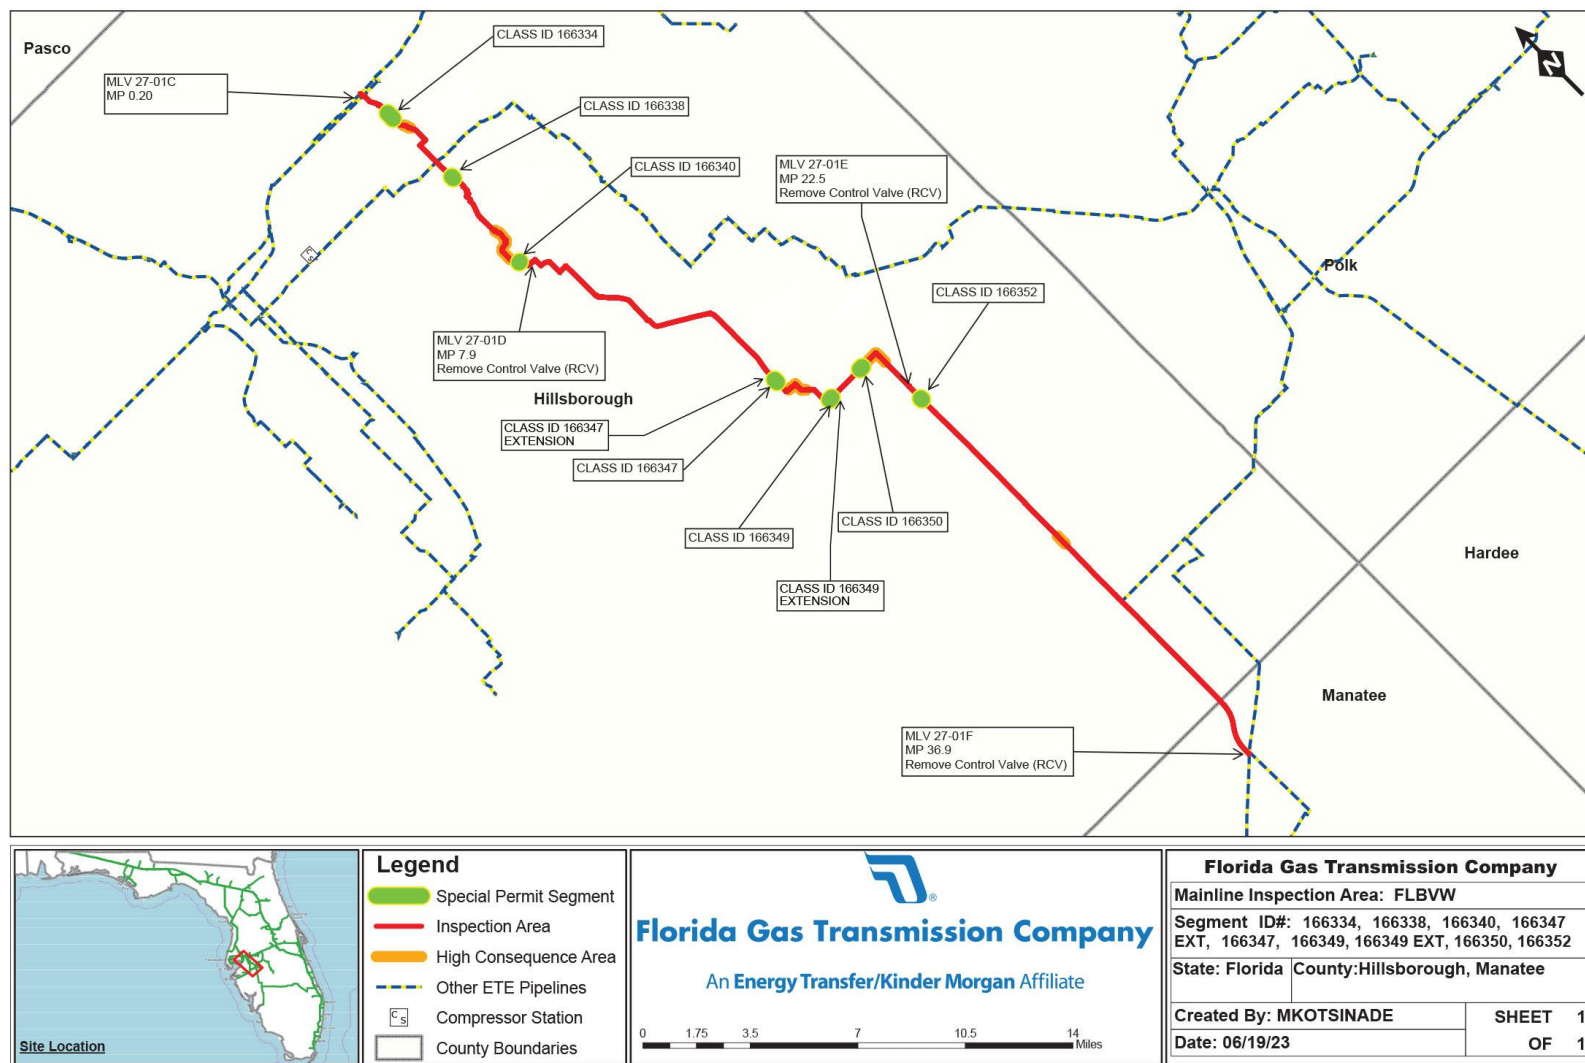 Pasco
CLASS ID 166334
MLV 27-01C
MP 0.20
CLASS ID 166338
CLASS ID 166340
MLV 27-01E
MP 22.5
Remove Control Valve (RCV)
N
CS
Polk
CLASS ID 166352
MLV 27-01D
MP 7.9
Remove Control Valve (RCV)
Hillsborough
CLASS ID 166347
EXTENSION
CLASS ID 166347
CLASS ID 166349
CLASS ID 166350
CLASS ID 166349
EXTENSION
Hardee
Manatee
MLV 27-01F
MP 36.9
Remove Control Valve (RCV)
Site Location
Legend
Special Permit Segment
Inspection Area
High Consequence Area
Other ETE Pipelines
CS Compressor Station
County Boundaries
®
Florida Gas Transmission Company
An Energy Transfer/Kinder Morgan Affiliate
0 1.75 3.5 7 10.5 14
Miles
Florida Gas Transmission Company
Mainline Inspection Area: FLBVW
Segment ID#: 166334, 166338, 166340, 166347
EXT, 166347, 166349, 166349 EXT, 166350, 166352
State: Florida County:Hillsborough, Manatee
Created By: MKOTSINADE
SHEET 1
Date: 06/19/23
OF 1